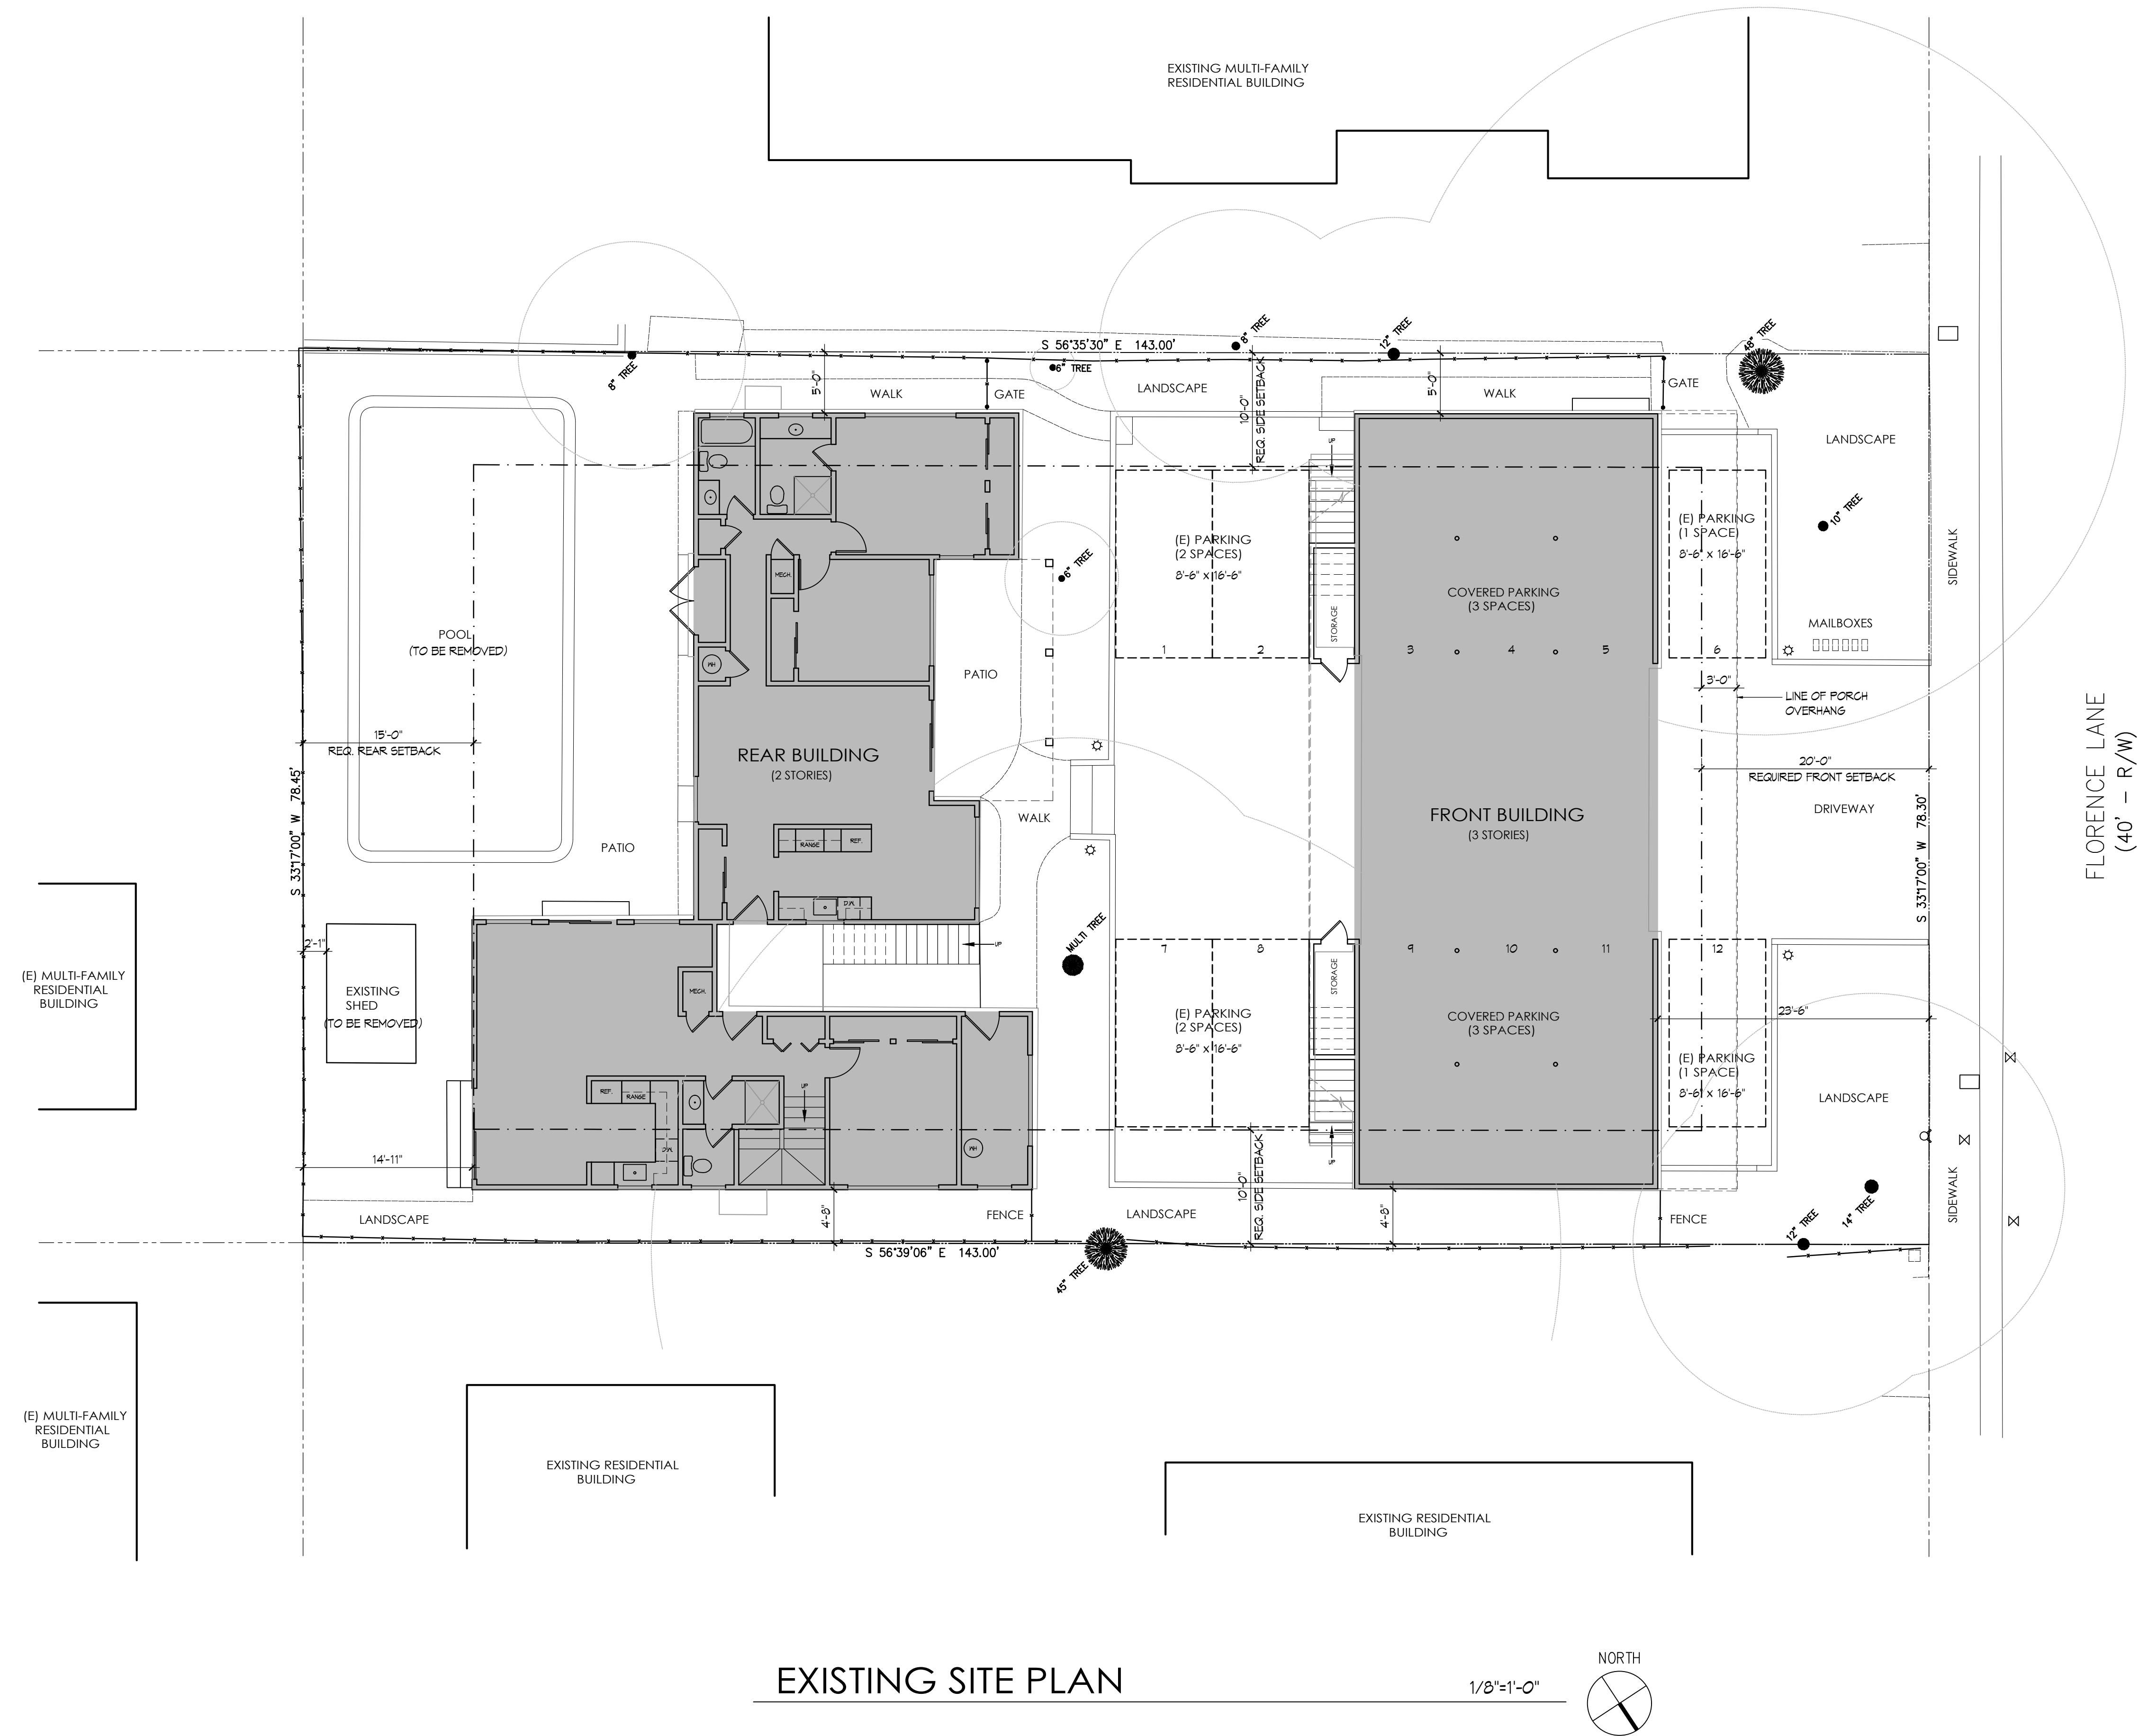 EXISTING MULTI-FAMILY
RESIDENTIAL BUILDING
S 56°35'30" E 143.00'
8" TREE
6" TREE
8" TREE
12" TREE
48" TREE
5'-0"
WALK
GATE
LANDSCAPE
10'-0"
REQ. SIDE SETBACK
5'-0"
WALK
GATE
LANDSCAPE
UP
10" TREE
(E) PARKING
(2 SPACES)
8'-6" x 16'-6"
(E) PARKING
(1 SPACE)
8'-6" x 16'-6"
6" TREE
MECH.
COVERED PARKING
(3 SPACES)
STORAGE
SIDEWALK
MAILBOXES
POOL
(TO BE REMOVED)
WH
1
2
3
4
5
6
PATIO
3'-0"
LINE OF PORCH
OVERHANG
15'-0"
REQ. REAR SETBACK
REAR BUILDING
(2 STORIES)
20'-0"
REQUIRED FRONT SETBACK
FLORENCE LANE
(40' – R/W)
S 33°17'00" W 78.45'
S 33°17'00" W 78.30'
WALK
FRONT BUILDING
(3 STORIES)
DRIVEWAY
PATIO
RANGE
REF.
D.W.
MULTI TREE
2'-1"
UP
7
8
9
10
11
12
(E) MULTI-FAMILY
RESIDENTIAL
BUILDING
EXISTING
SHED
(TO BE REMOVED)
MECH.
STORAGE
(E) PARKING
(2 SPACES)
8'-6" x 16'-6"
COVERED PARKING
(3 SPACES)
23'-6"
(E) PARKING
(1 SPACE)
8'-6" x 16'-6"
LANDSCAPE
REF.
RANGE
UP
D.W.
WH
14'-11"
10'-0"
REQ. SIDE SETBACK
UP
SIDEWALK
LANDSCAPE
4'-8"
FENCE
LANDSCAPE
4'-8"
FENCE
12" TREE
14" TREE
S 56°39'06" E 143.00'
45" TREE
(E) MULTI-FAMILY
RESIDENTIAL
BUILDING
EXISTING RESIDENTIAL
BUILDING
EXISTING RESIDENTIAL
BUILDING
EXISTING SITE PLAN
1/8"=1'-0"
NORTH